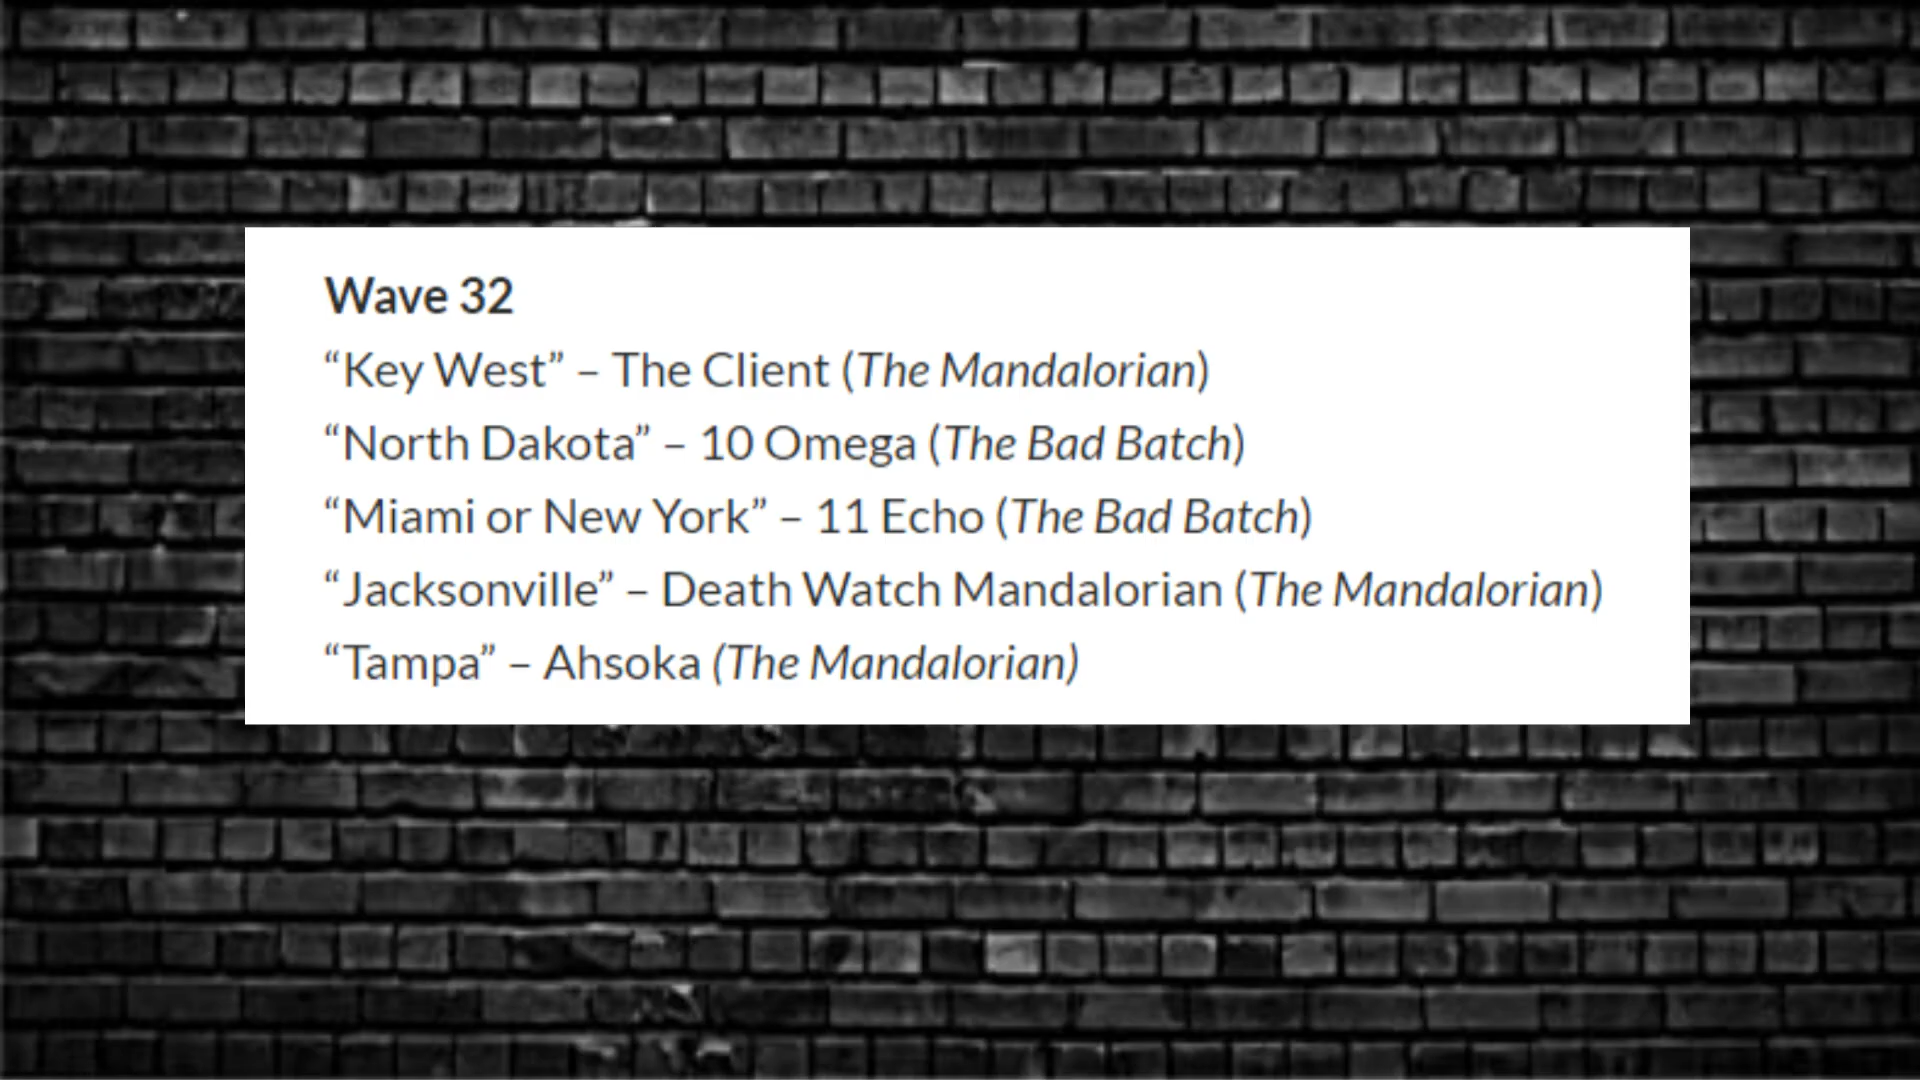 Wave 32
“Key West” – The Client (The Mandalorian)
“North Dakota” – 10 Omega (The Bad Batch)
“Miami or New York” – 11 Echo (The Bad Batch)
“Jacksonville” – Death Watch Mandalorian (The Mandalorian)
“Tampa” – Ahsoka (The Mandalorian)